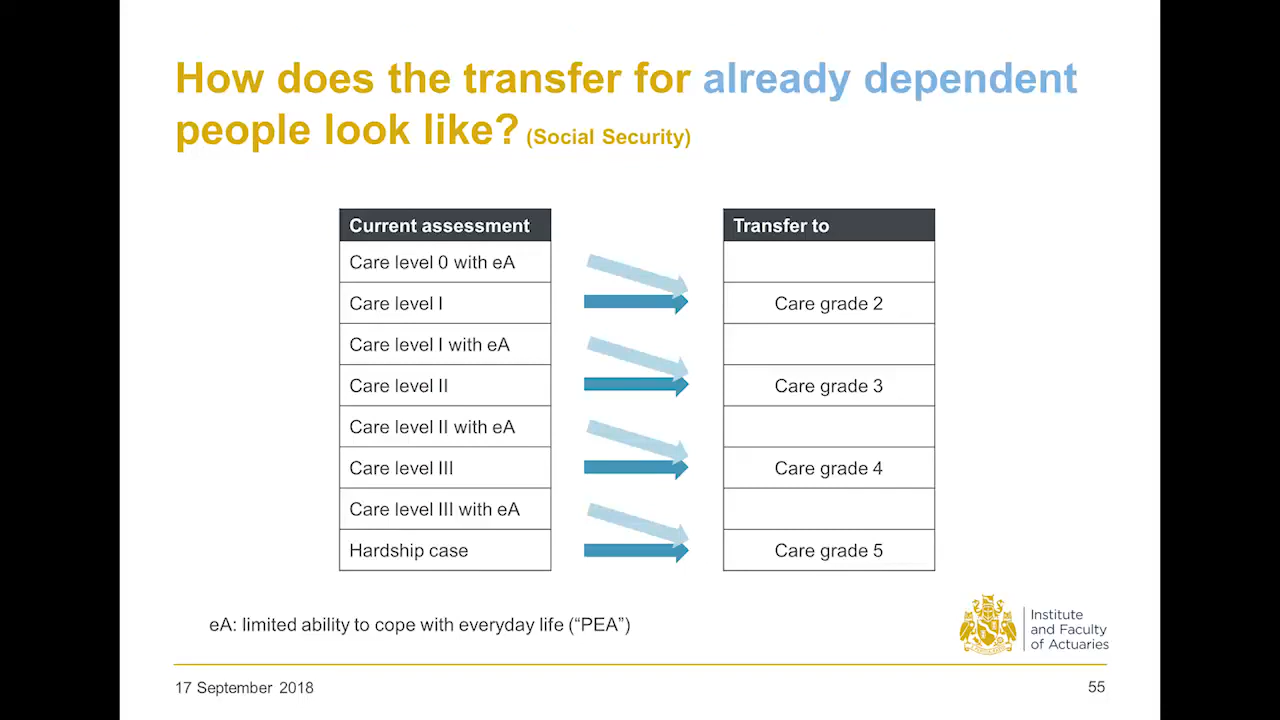 How does the transfer for already dependent
people look like? (Social Security)
Current assessment
Transfer to
Care level 0 with eA
Care level I
Care grade 2
Care level I with eA
Care level II
Care grade 3
Care level II with eA
Care level III
Care grade 4
Care level III with eA
Hardship case
Care grade 5
eA: limited ability to cope with everyday life (“PEA”)
Institute
and Faculty
of Actuaries
17 September 2018
55